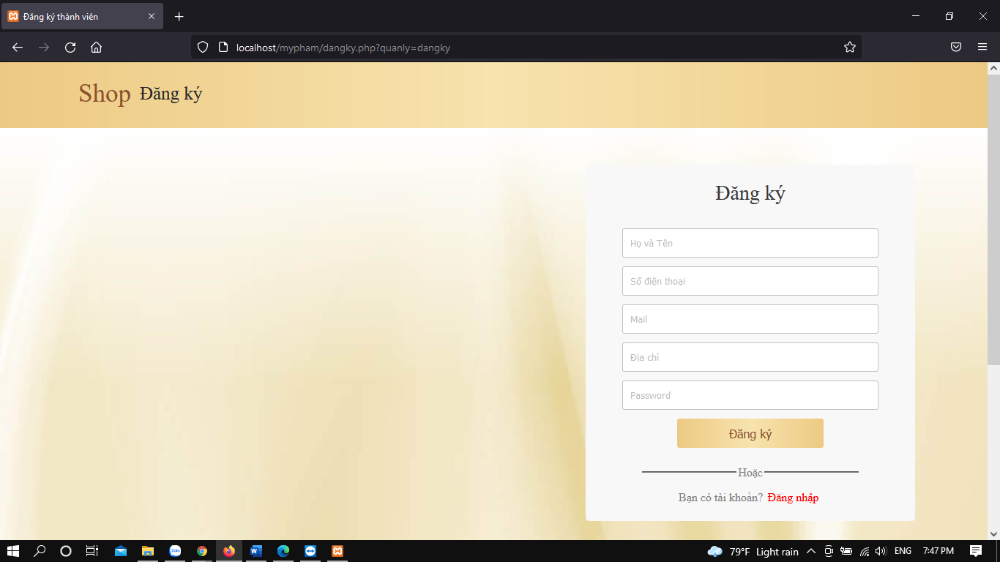 Đăng ký thành viên
localhost/mypham/dangky.php?quanly=dangky
Shop Đăng ký
Đăng ký
Họ và Tên
Số điện thoại
Mail
Địa chỉ
Password
Đăng ký
Hoặc
Bạn có tài khoản? Đăng nhập
Zalo
79°F Light rain ENG 7:47 PM